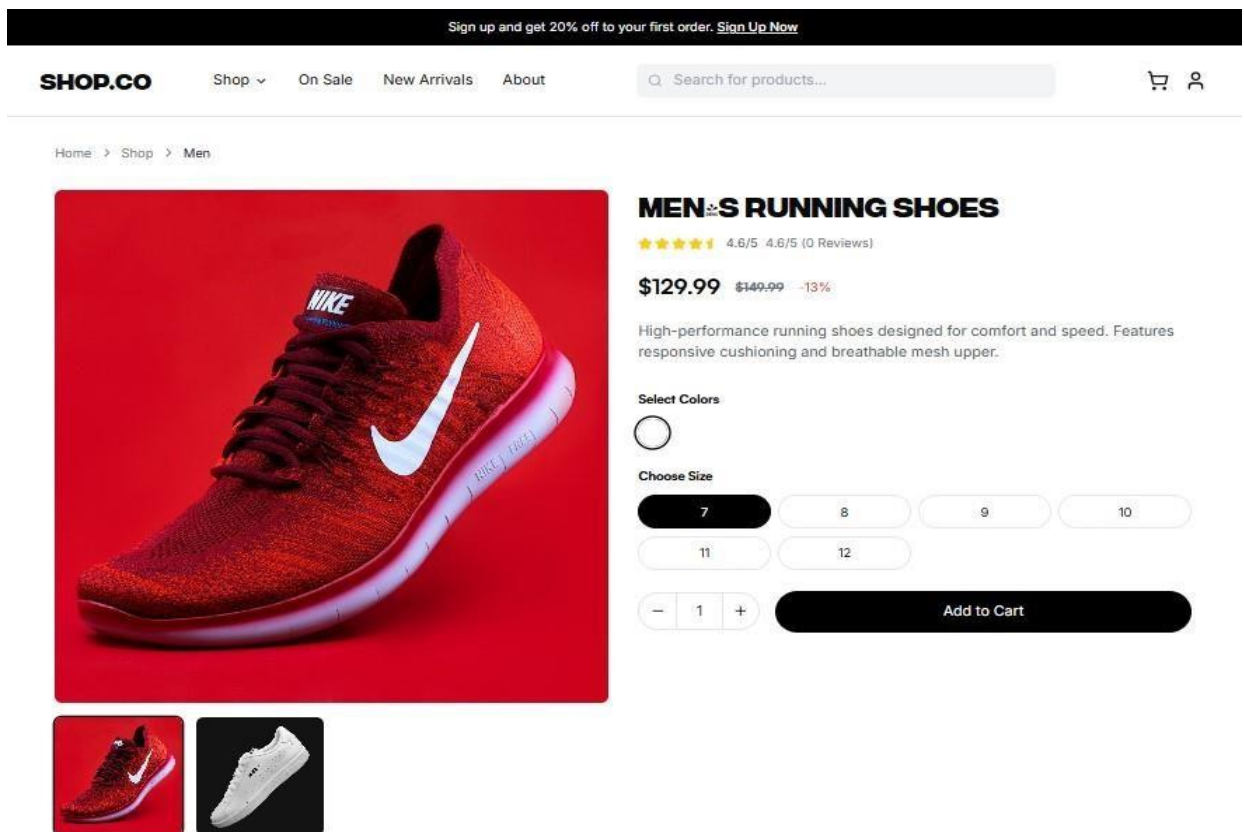 Sign up and get 20% off to your first order. Sign Up Now
SHOP.CO
Shop On Sale New Arrivals About
Search for products...
Home > Shop > Men
MEN S RUNNING SHOES
4.6/5 4.6/5 (0 Reviews)
$129.99 $149.99 -13%
High-performance running shoes designed for comfort and speed. Features
responsive cushioning and breathable mesh upper.
Select Colors
Choose Size
7 8 9 10
11 12
− 1 + Add to Cart
NIKE
NIKE FREE